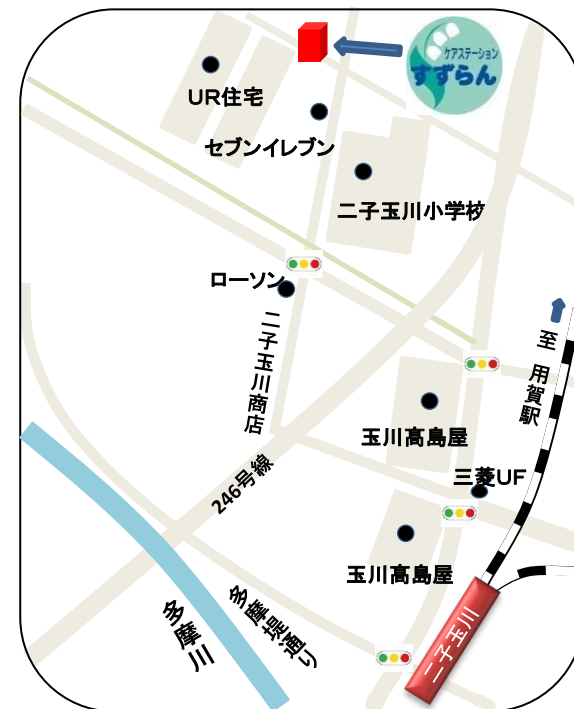 ケアステーション
すずらん
UR住宅
セブンイレブン
二子玉川小学校
ローソン
二子玉川商店
至 用賀駅
玉川髙島屋
三菱UF
246号線
玉川髙島屋
多摩川
多摩堤通り
二子玉川